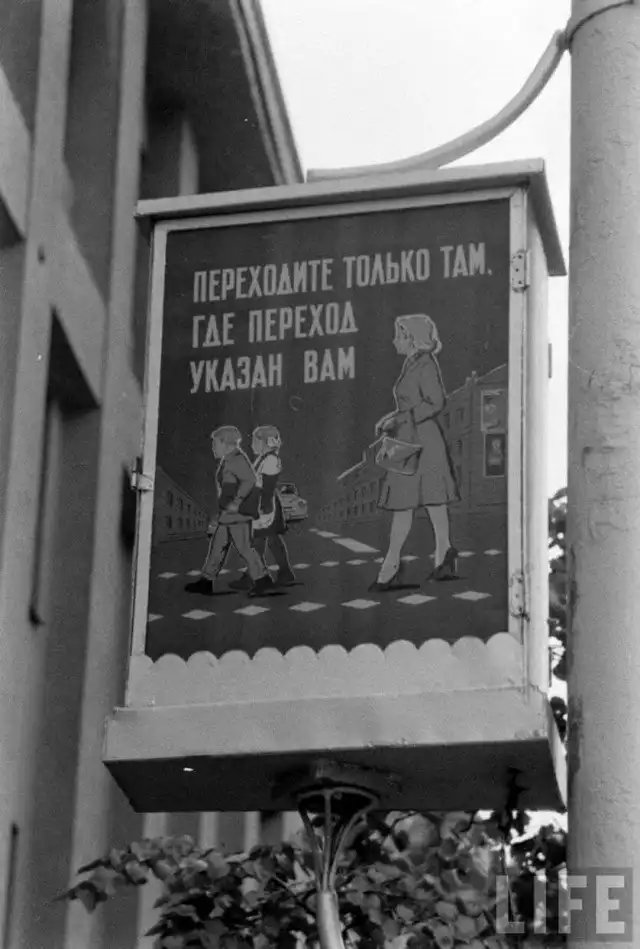 ПЕРЕХОДИТЕ ТОЛЬКО ТАМ,
ГДЕ ПЕРЕХОД
УКАЗАН ВАМ
LIFE